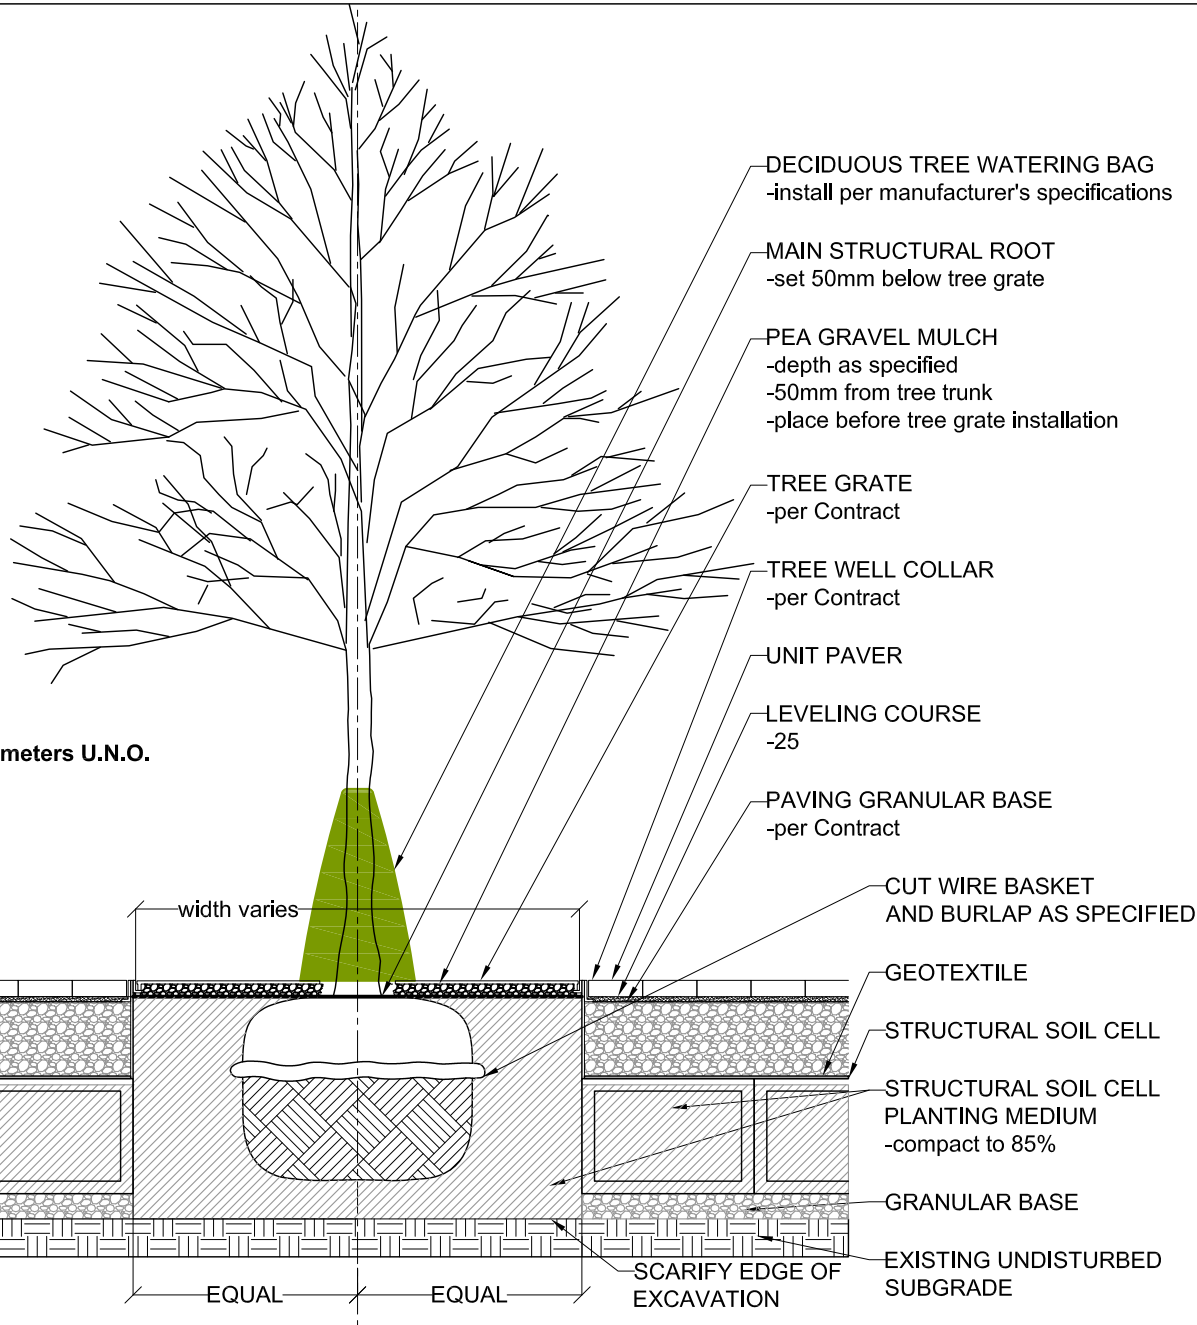 DECIDUOUS TREE WATERING BAG
-install per manufacturer's specifications
MAIN STRUCTURAL ROOT
-set 50mm below tree grate
PEA GRAVEL MULCH
-depth as specified
-50mm from tree trunk
-place before tree grate installation
TREE GRATE
-per Contract
TREE WELL COLLAR
-per Contract
UNIT PAVER
LEVELING COURSE
-25
meters U.N.O.
PAVING GRANULAR BASE
-per Contract
CUT WIRE BASKET
AND BURLAP AS SPECIFIED
width varies
GEOTEXTILE
STRUCTURAL SOIL CELL
STRUCTURAL SOIL CELL
PLANTING MEDIUM
-compact to 85%
GRANULAR BASE
EXISTING UNDISTURBED
SUBGRADE
SCARIFY EDGE OF
EXCAVATION
EQUAL
EQUAL